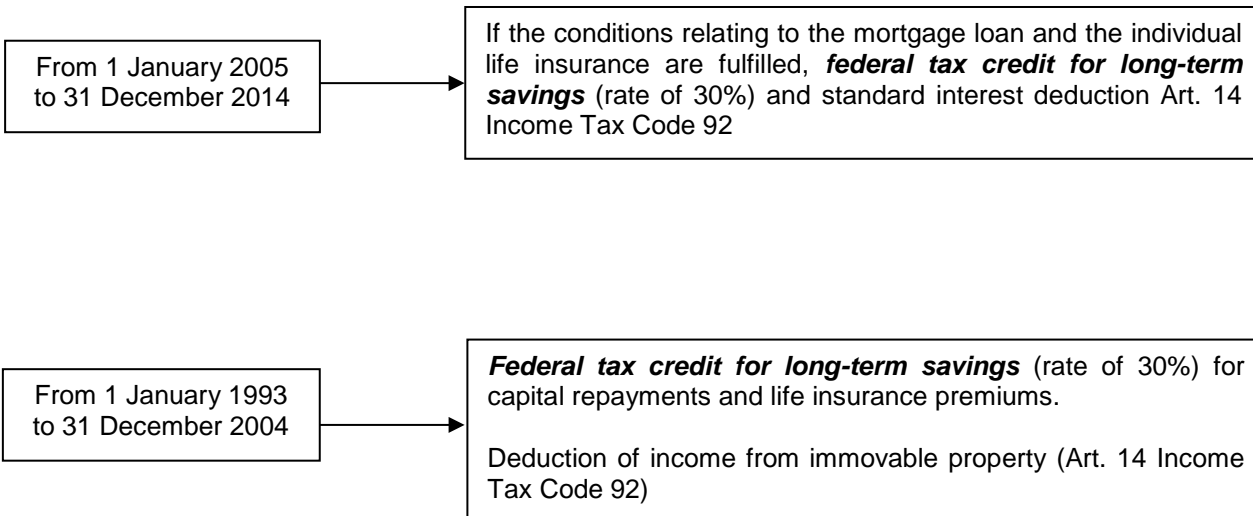 From 1 January 2005
to 31 December 2014
If the conditions relating to the mortgage loan and the individual
life insurance are fulfilled, federal tax credit for long-term
savings (rate of 30%) and standard interest deduction Art. 14
Income Tax Code 92
From 1 January 1993
to 31 December 2004
Federal tax credit for long-term savings (rate of 30%) for
capital repayments and life insurance premiums.
Deduction of income from immovable property (Art. 14 Income
Tax Code 92)